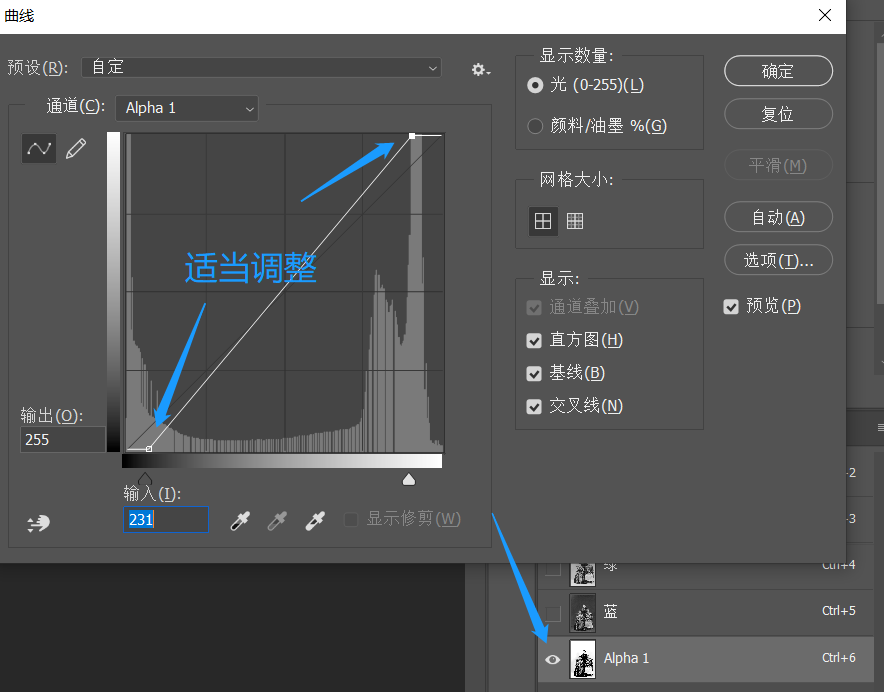 曲线
预设(R): 自定
通道(C): Alpha 1
适当调整
输出(O):
255
输入(I):
231
显示修剪(W)
显示数量:
光 (0-255)(L)
颜料/油墨 %(G)
网格大小:
显示:
通道叠加(V)
直方图(H)
基线(B)
交叉线(N)
确定
复位
平滑(M)
自动(A)
选项(T)...
预览(P)
-2
-3
绿 Ctrl+4
蓝 Ctrl+5
Alpha 1 Ctrl+6